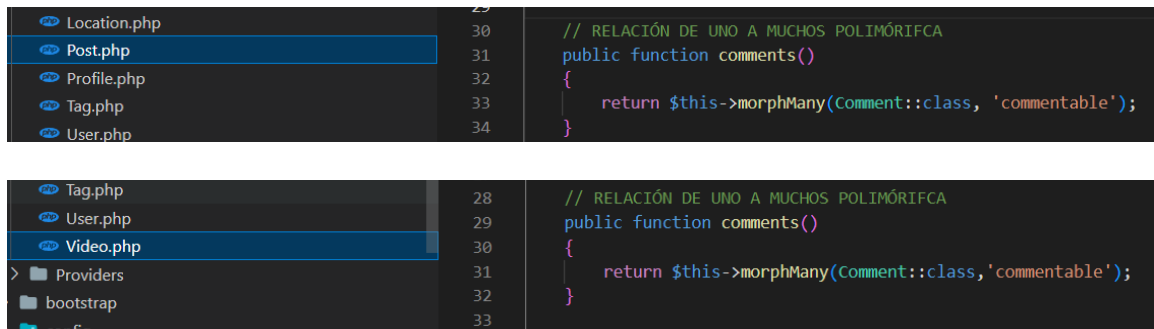 Location.php
Post.php
Profile.php
Tag.php
User.php
29
30 // RELACIÓN DE UNO A MUCHOS POLIMÓRIFCA
31 public function comments()
32 {
33 return $this->morphMany(Comment::class, 'commentable');
34 }
Tag.php
User.php
Video.php
Providers
bootstrap
28 // RELACIÓN DE UNO A MUCHOS POLIMÓRIFCA
29 public function comments()
30 {
31 return $this->morphMany(Comment::class,'commentable');
32 }
33